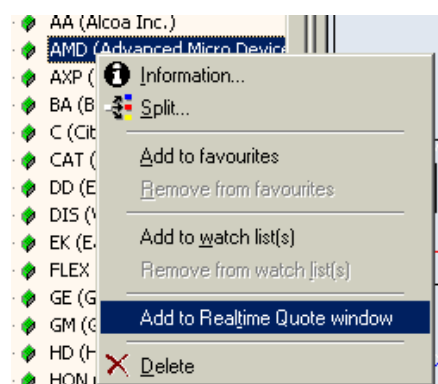 AA (Alcoa Inc.)
AMD (Advanced Micro Device
AXP (
Information...
BA (B
Split...
C (Cit
CAT (
Add to favourites
DD (E
Remove from favourites
DIS (
EK (E
Add to watch list(s)
FLEX
Remove from watch list(s)
GE (G
GM (G
Add to Realtime Quote window
HD (H
Delete
HON